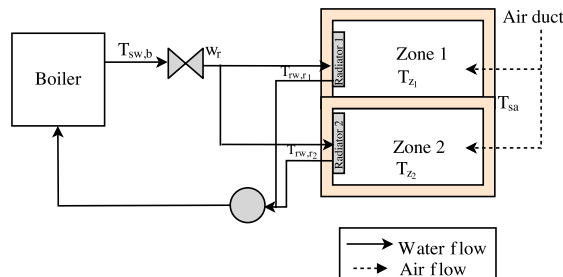 Air duct
T_sw,b
w_r
Boiler
Radiator 1
Zone 1
T_z1
T_rw,r1
T_sa
Radiator 2
Zone 2
T_z2
T_rw,r2
Water flow
Air flow